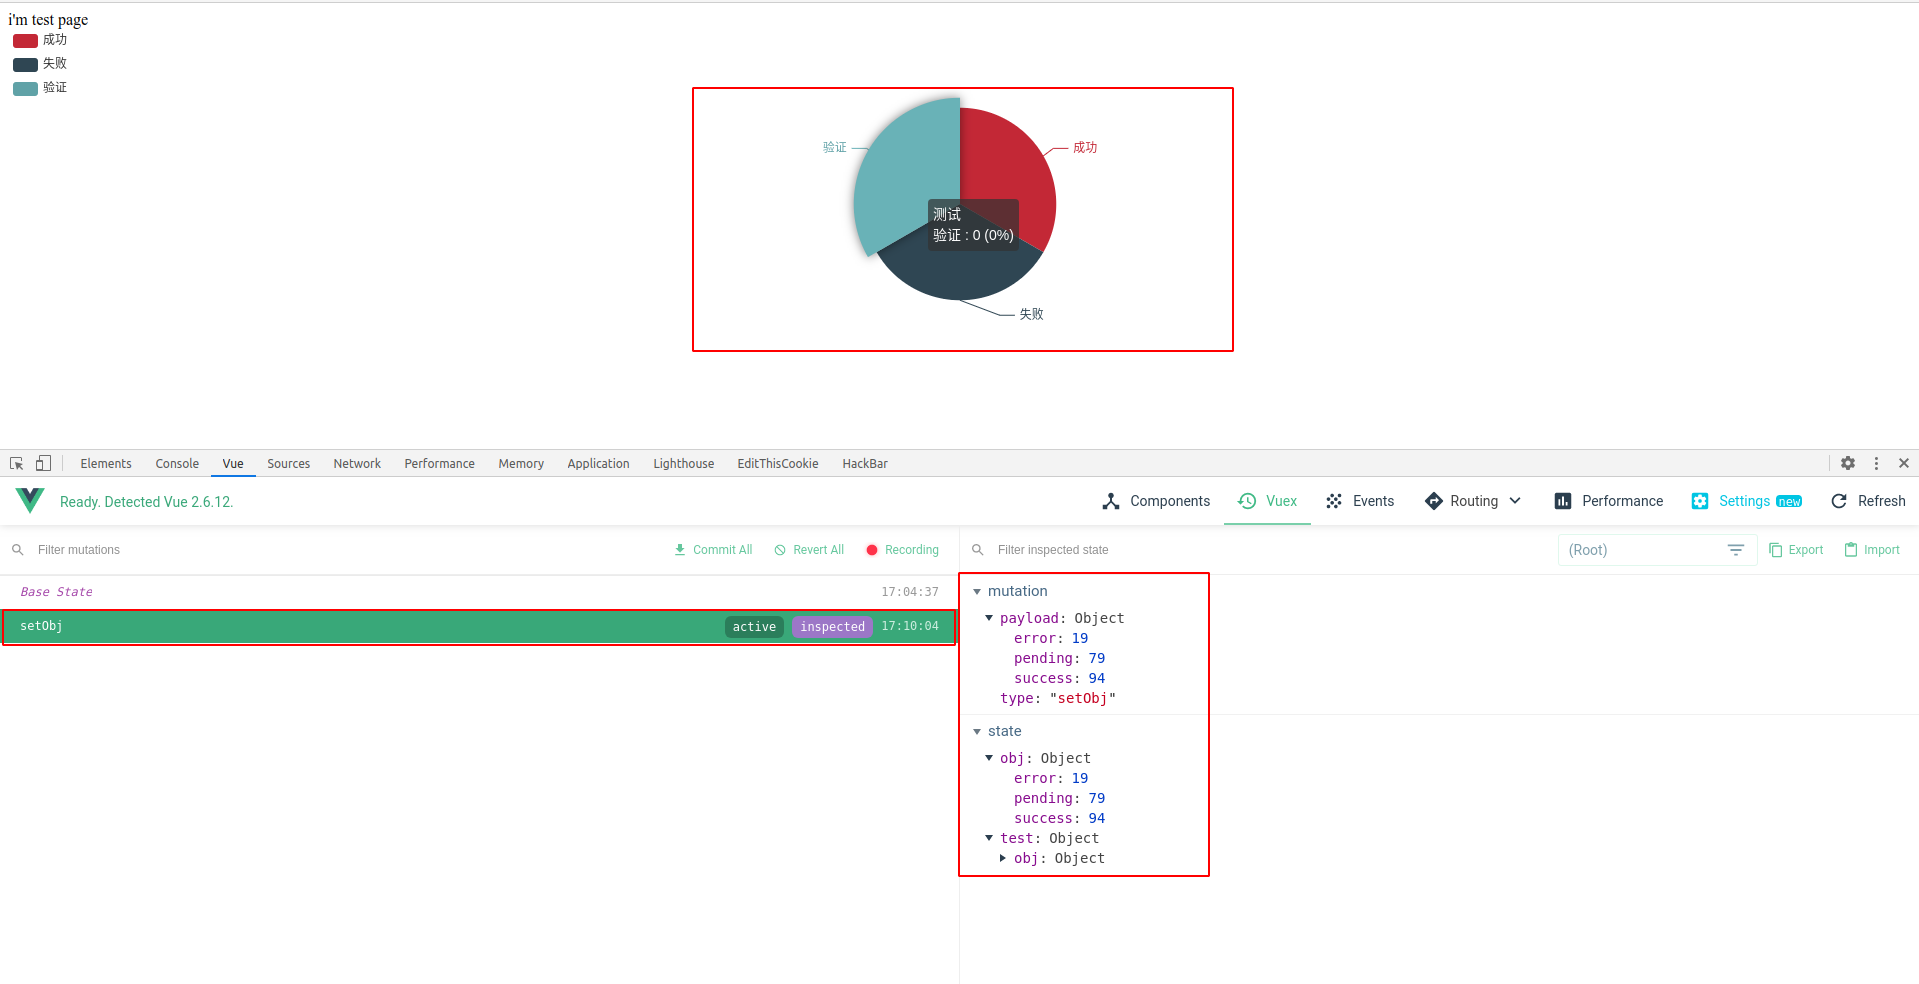 i'm test page
成功
失败
验证
验证
成功
测试
验证 : 0 (0%)
失败
Elements Console Vue Sources Network Performance Memory Application Lighthouse EditThisCookie HackBar
Ready. Detected Vue 2.6.12.
Components Vuex Events Routing Performance Settings new Refresh
Filter mutations Commit All Revert All Recording
Filter inspected state (Root) Export Import
Base State 17:04:37
setObj active inspected 17:10:04
mutation
payload: Object
error: 19
pending: 79
success: 94
type: "setObj"
state
obj: Object
error: 19
pending: 79
success: 94
test: Object
obj: Object